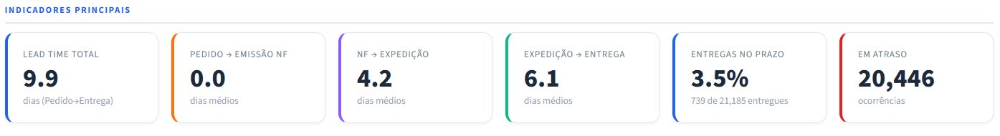 INDICADORES PRINCIPAIS
LEAD TIME TOTAL
9.9
dias (Pedido→Entrega)
PEDIDO → EMISSÃO NF
0.0
dias médios
NF → EXPEDIÇÃO
4.2
dias médios
EXPEDIÇÃO → ENTREGA
6.1
dias médios
ENTREGAS NO PRAZO
3.5%
739 de 21,185 entregues
EM ATRASO
20,446
ocorrências